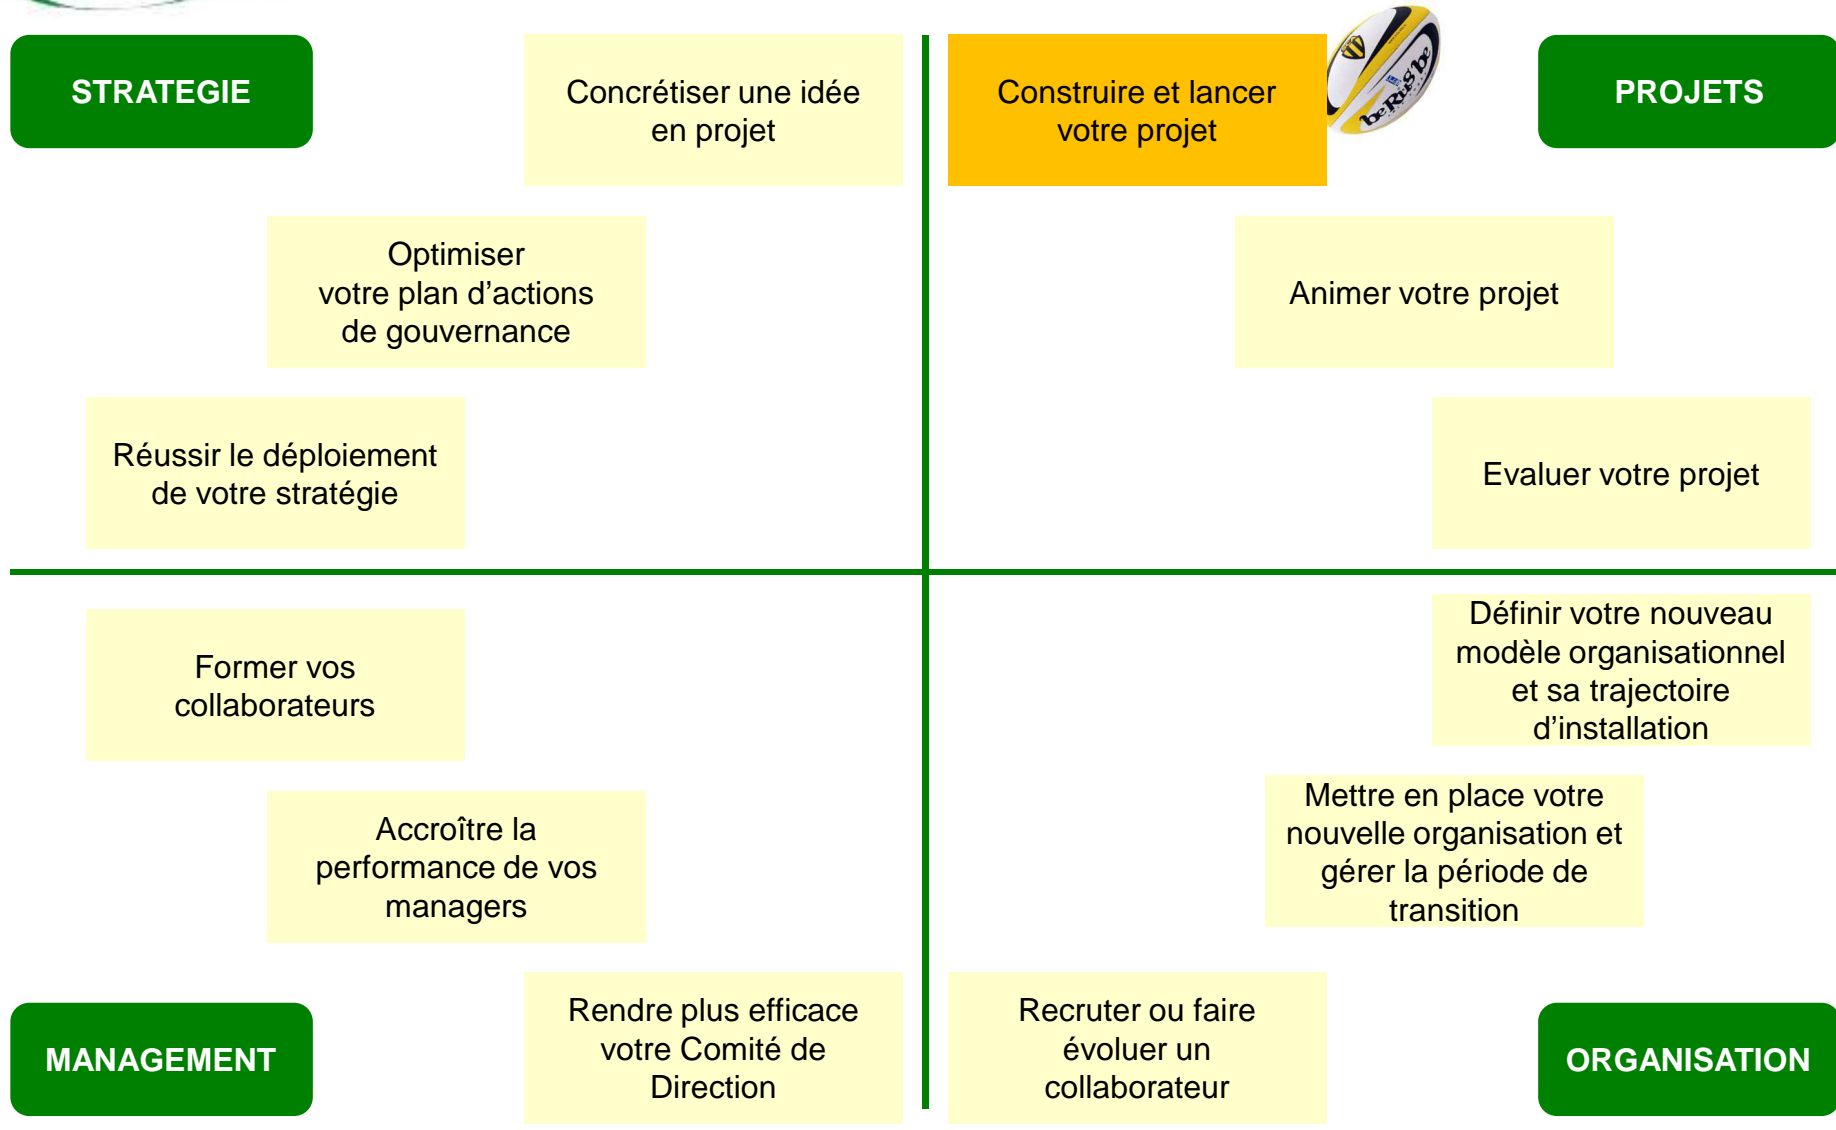 STRATEGIE
Concrétiser une idée
en projet
Optimiser
votre plan d’actions
de gouvernance
Réussir le déploiement
de votre stratégie
Construire et lancer
votre projet
beRugbe
PROJETS
Animer votre projet
Evaluer votre projet
Former vos
collaborateurs
Accroître la
performance de vos
managers
Rendre plus efficace
votre Comité de
Direction
MANAGEMENT
Définir votre nouveau
modèle organisationnel
et sa trajectoire
d’installation
Mettre en place votre
nouvelle organisation et
gérer la période de
transition
Recruter ou faire
évoluer un
collaborateur
ORGANISATION